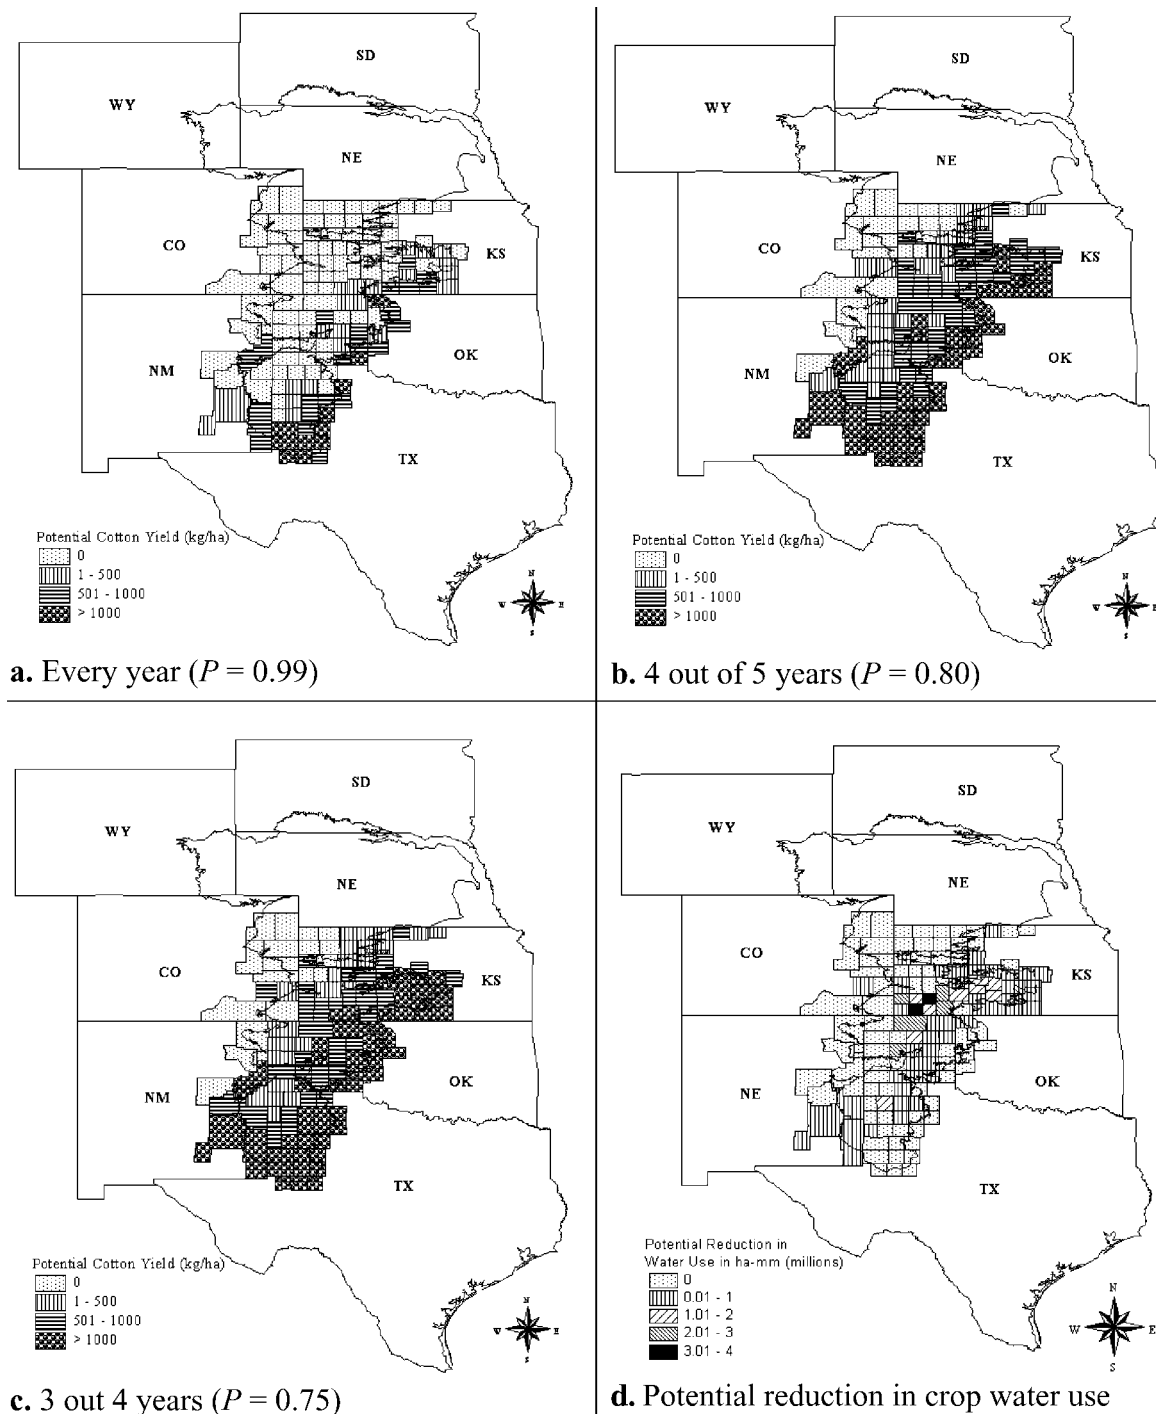 SD
WY
NE
CO
KS
NM
OK
TX
Potential Cotton Yield (kg/ha)
0
1 - 500
501 - 1000
> 1000
N
W E
S
a. Every year (P = 0.99)
SD
WY
NE
CO
KS
NM
OK
TX
Potential Cotton Yield (kg/ha)
0
1 - 500
501 - 1000
> 1000
N
W E
S
b. 4 out of 5 years (P = 0.80)
SD
WY
NE
CO
KS
NM
OK
TX
Potential Cotton Yield (kg/ha)
0
1 - 500
501 - 1000
> 1000
N
W E
S
c. 3 out 4 years (P = 0.75)
SD
WY
NE
CO
KS
NE
OK
TX
Potential Reduction in
Water Use in ha-mm (millions)
0
0.01 - 1
1.01 - 2
2.01 - 3
3.01 - 4
N
W E
S
d. Potential reduction in crop water use